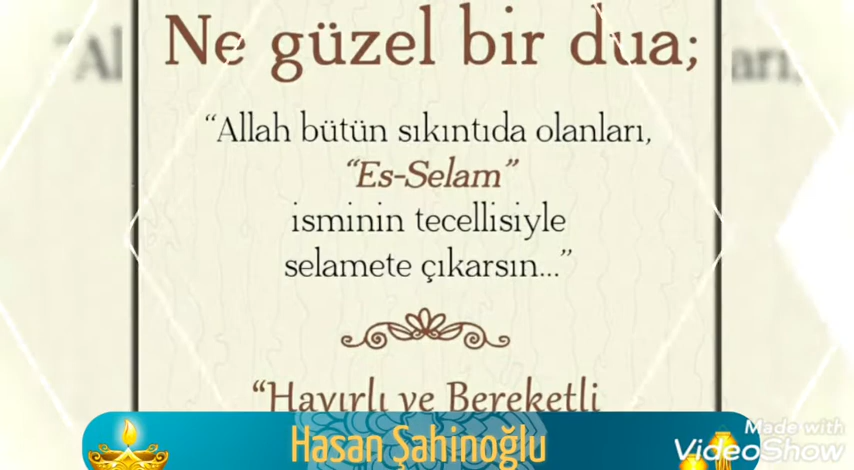 Ne güzel bir dua;
“Allah bütün sıkıntıda olanları,
“Es-Selam”
isminin tecellisiyle
selamete çıkarsın...”
“Hayırlı ve Bereketli
Hasan Şahinoğlu
Made with
VideoShow